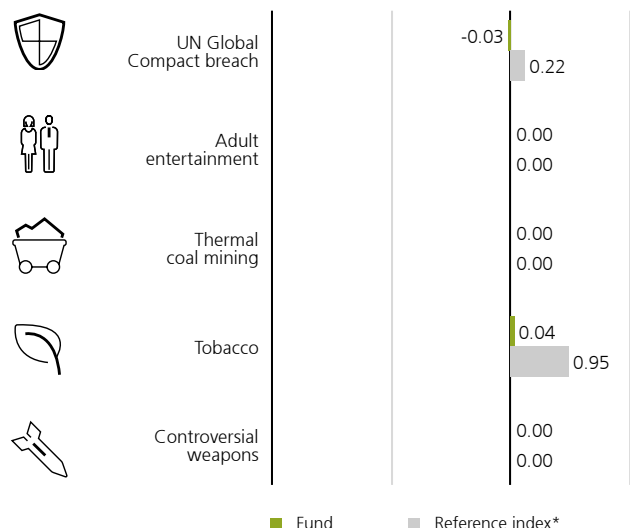 UN Global
Compact breach
-0.03
0.22
Adult
entertainment
0.00
0.00
Thermal
coal mining
0.00
0.00
Tobacco
0.04
0.95
Controversial
weapons
0.00
0.00
Fund Reference index*